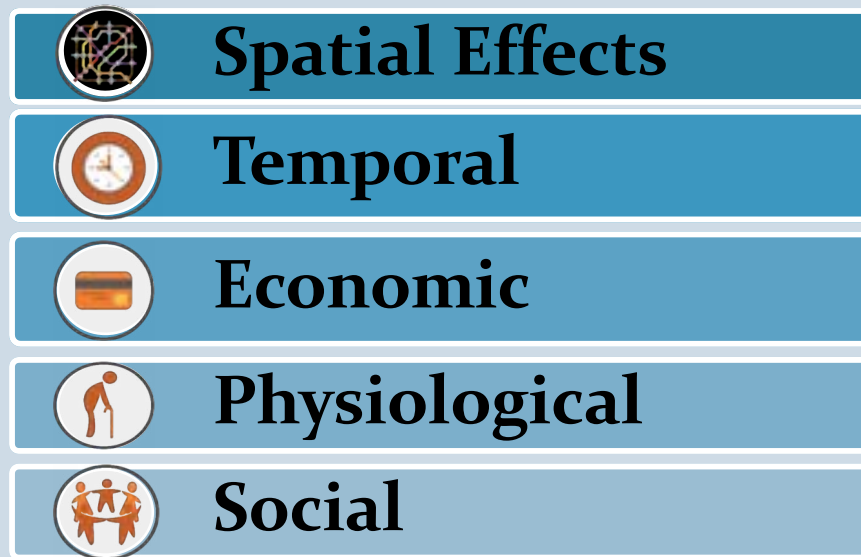 Spatial Effects
Temporal
Economic
Physiological
Social